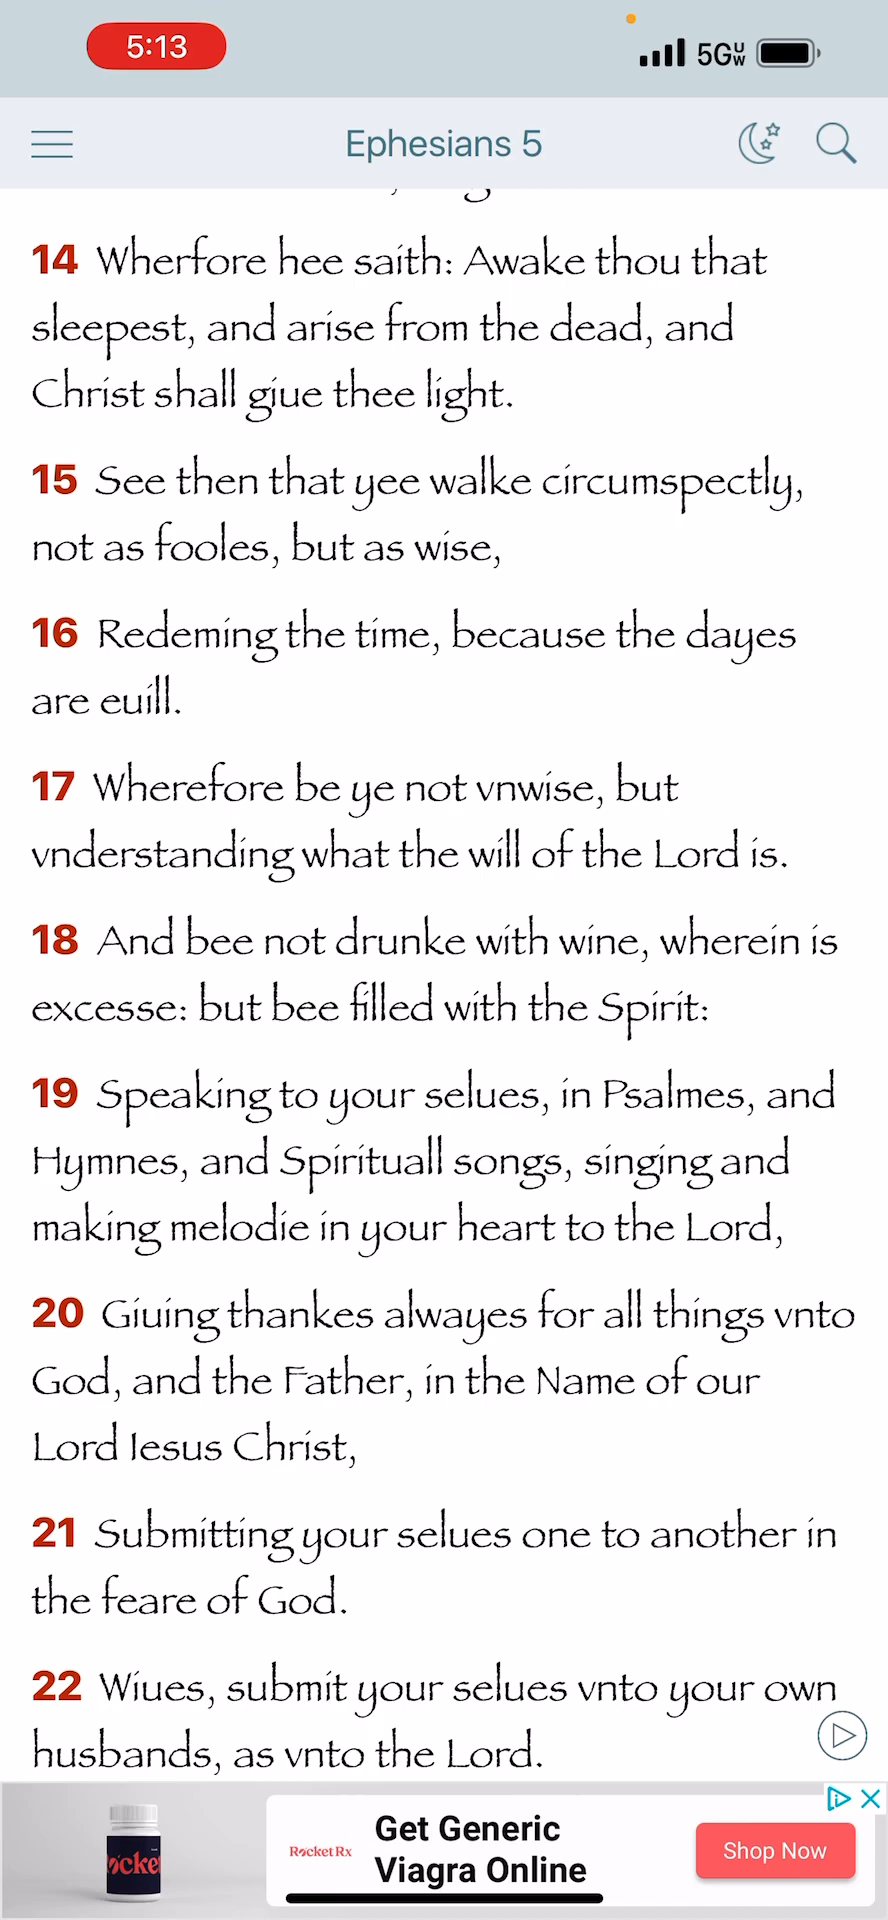 5:13
5G UW
Ephesians 5
14 Wherfore hee saith: Awake thou that
sleepest, and arise from the dead, and
Christ shall giue thee light.
15 See then that yee walke circumspectly,
not as fooles, but as wise,
16 Redeming the time, because the dayes
are euill.
17 Wherefore be ye not vnwise, but
vnderstanding what the will of the Lord is.
18 And bee not drunke with wine, wherein is
excesse: but bee filled with the Spirit:
19 Speaking to your selues, in Psalmes, and
Hymnes, and Spirituall songs, singing and
making melodie in your heart to the Lord,
20 Giuing thankes alwayes for all things vnto
God, and the Father, in the Name of our
Lord Iesus Christ,
21 Submitting your selues one to another in
the feare of God.
22 Wiues, submit your selues vnto your own
husbands, as vnto the Lord.
Rocket Rx
Get Generic
Viagra Online
Shop Now